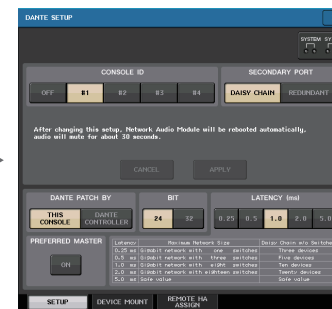 DANTE SETUP
SYSTEM SY
CONSOLE ID
SECONDARY PORT
OFF #1 #2 #3 #4 DAISY CHAIN REDUNDANT
After changing this setup, Network Audio Module will be rebooted automatically,
audio will mute for about 30 seconds.
CANCEL APPLY
DANTE PATCH BY BIT LATENCY (ms)
THIS CONSOLE DANTE CONTROLLER 24 32 0.25 0.5 1.0 2.0 5.0
PREFERRED MASTER
ON
Latency Maximum Network Size Daisy Chain w/o Switches
0.25 ms Gigabit network with one switches Three devices
0.5 ms Gigabit network with three switches Five devices
1.0 ms Gigabit network with eight switches Ten devices
2.0 ms Gigabit network with eighteen switches Twenty devices
5.0 ms Safe value Safe value
SETUP DEVICE MOUNT REMOTE HA ASSIGN